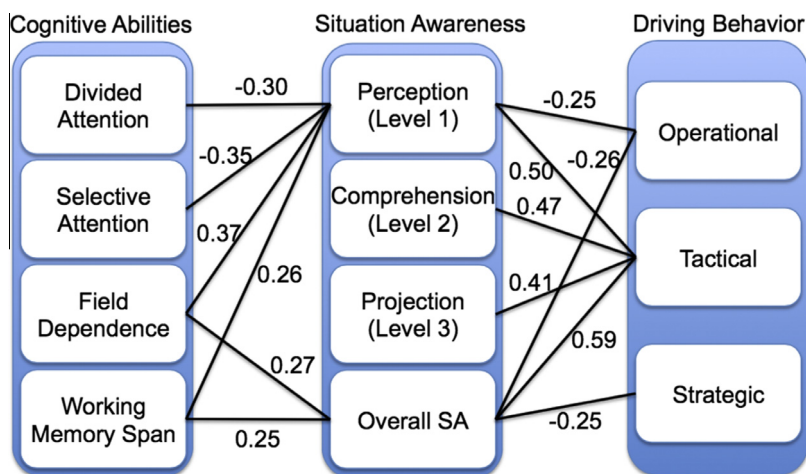 Cognitive Abilities
Situation Awareness
Driving Behavior
Divided
Attention
Selective
Attention
Field
Dependence
Working
Memory Span
-0.30
-0.35
0.37
0.26
0.27
0.25
Perception
(Level 1)
Comprehension
(Level 2)
Projection
(Level 3)
Overall SA
-0.25
-0.26
0.50
0.47
0.41
0.59
-0.25
Operational
Tactical
Strategic